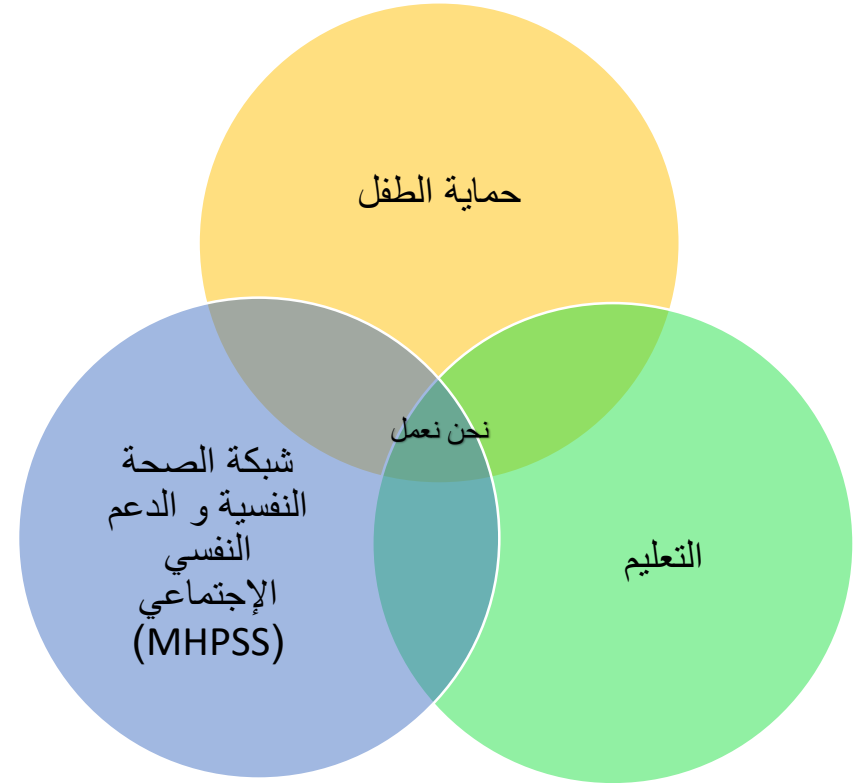 حماية الطفل
نحن نعمل
شبكة الصحة
النفسية و الدعم
النفسي
الإجتماعي
(MHPSS)
التعليم